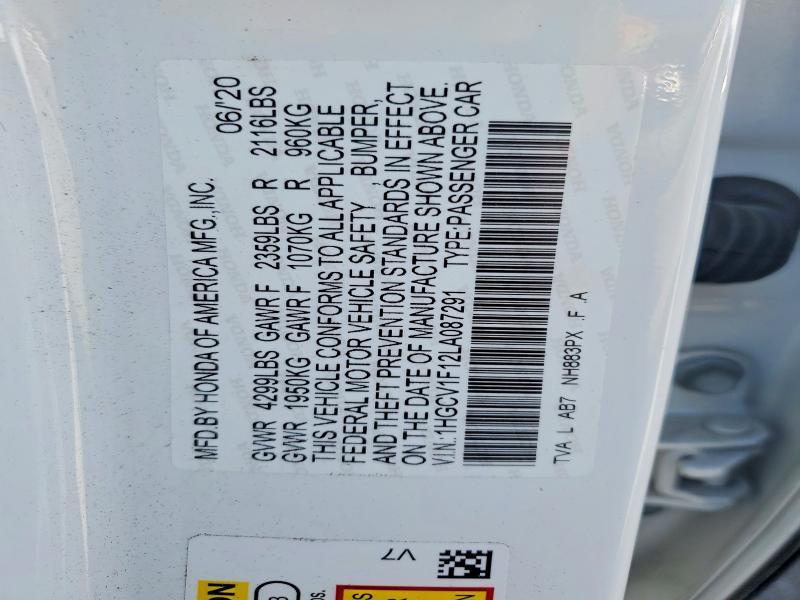 MFD.BY HONDA OF AMERICA MFG.,INC. 06/'20
GVWR 4299LBS GAWR F 2359LBS R 2116LBS
GVWR 1950KG GAWR F 1070KG R 960KG
THIS VEHICLE CONFORMS TO ALL APPLICABLE
FEDERAL MOTOR VEHICLE SAFETY , BUMPER,
AND THEFT PREVENTION STANDARDS IN EFFECT
ON THE DATE OF MANUFACTURE SHOWN ABOVE.
V.I.N.:1HGCV1F12LA087291 TYPE:PASSENGER CAR
TVA L AB7 NH883PX .F .A
V7